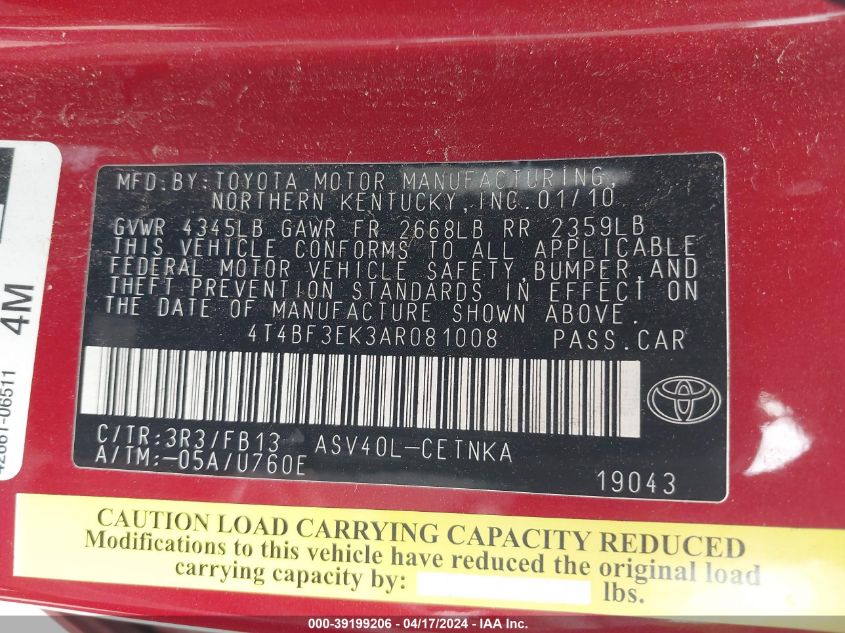 MFD.BY:TOYOTA MOTOR MANUFACTURING,
NORTHERN KENTUCKY,INC.01/10
GVWR 4345LB GAWR FR 2668LB RR 2359LB
THIS VEHICLE CONFORMS TO ALL APPLICABLE
FEDERAL MOTOR VEHICLE SAFETY,BUMPER,AND
THEFT PREVENTION STANDARDS IN EFFECT ON
THE DATE OF MANUFACTURE SHOWN ABOVE.
4T4BF3EK3AR081008 PASS.CAR
C/TR:3R3/FB13 ASV40L-CETNKA
A/TM:-05A/U760E
19043
4M
42661-06511
CAUTION LOAD CARRYING CAPACITY REDUCED
Modifications to this vehicle have reduced the original load
carrying capacity by: lbs.
000-39199206 - 04/17/2024 - IAA Inc.